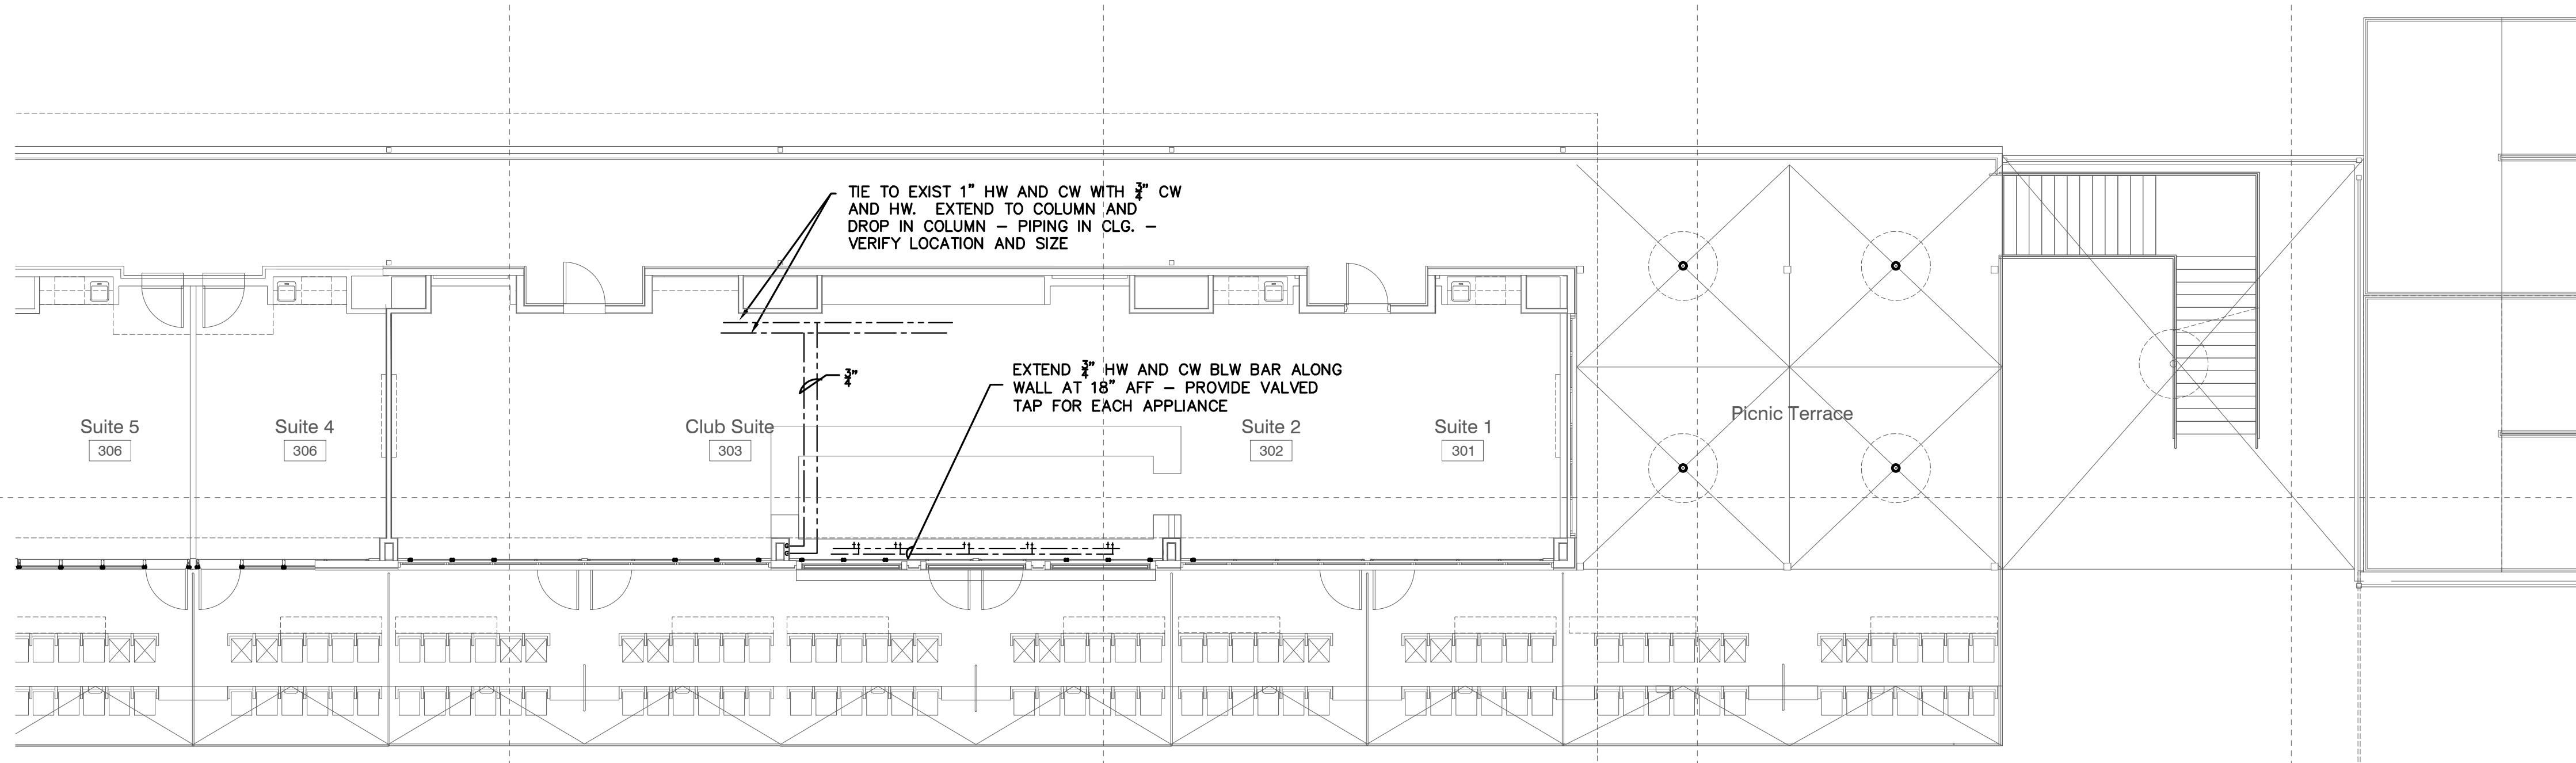 TIE TO EXIST 1" HW AND CW WITH 3/4" CW
AND HW. EXTEND TO COLUMN AND
DROP IN COLUMN – PIPING IN CLG. –
VERIFY LOCATION AND SIZE
3/4"
EXTEND 3/4" HW AND CW BLW BAR ALONG
WALL AT 18" AFF – PROVIDE VALVED
TAP FOR EACH APPLIANCE
Suite 5
306
Suite 4
306
Club Suite
303
Suite 2
302
Suite 1
301
Picnic Terrace